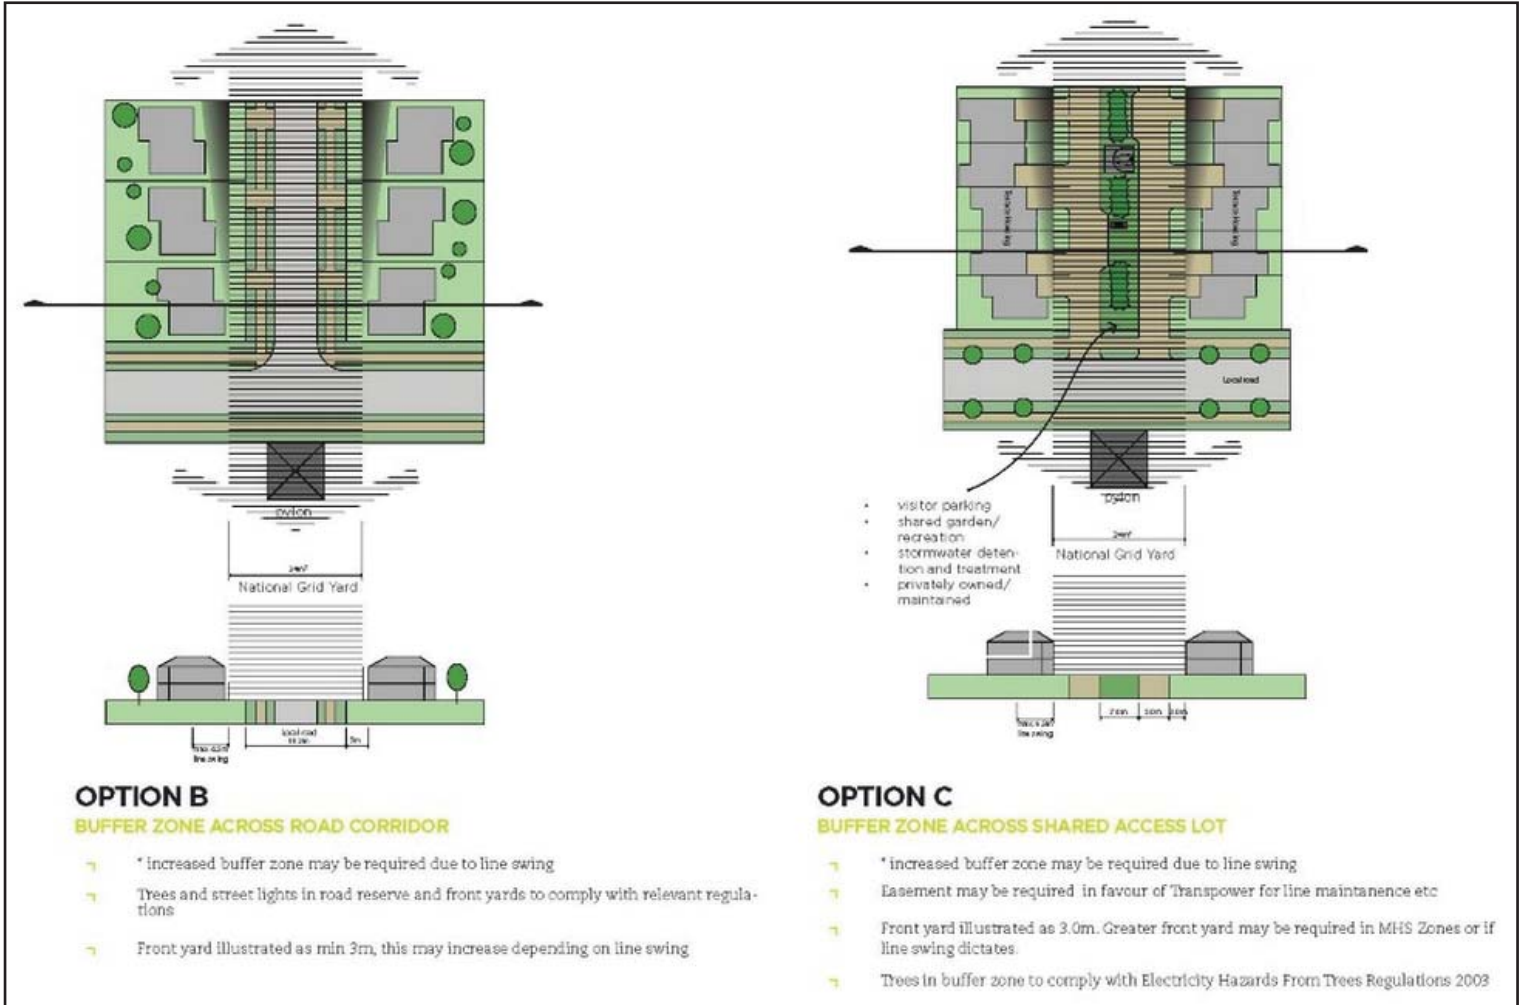 pylon
National Grid Yard
Local road
line swing
OPTION B
BUFFER ZONE ACROSS ROAD CORRIDOR
* increased buffer zone may be required due to line swing
Trees and street lights in road reserve and front yards to comply with relevant regula-
tions
Front yard illustrated as min 3m, this may increase depending on line swing
Local road
pylon
• visitor parking
• shared garden/
recreation
• stormwater deten-
tion and treatment
• privately owned/
maintained
National Grid Yard
line swing
OPTION C
BUFFER ZONE ACROSS SHARED ACCESS LOT
* increased buffer zone may be required due to line swing
Easement may be required in favour of Transpower for line maintanence etc
Front yard illustrated as 3.0m. Greater front yard may be required in MHS Zones or if
line swing dictates.
Trees in buffer zone to comply with Electricity Hazards From Trees Regulations 2003